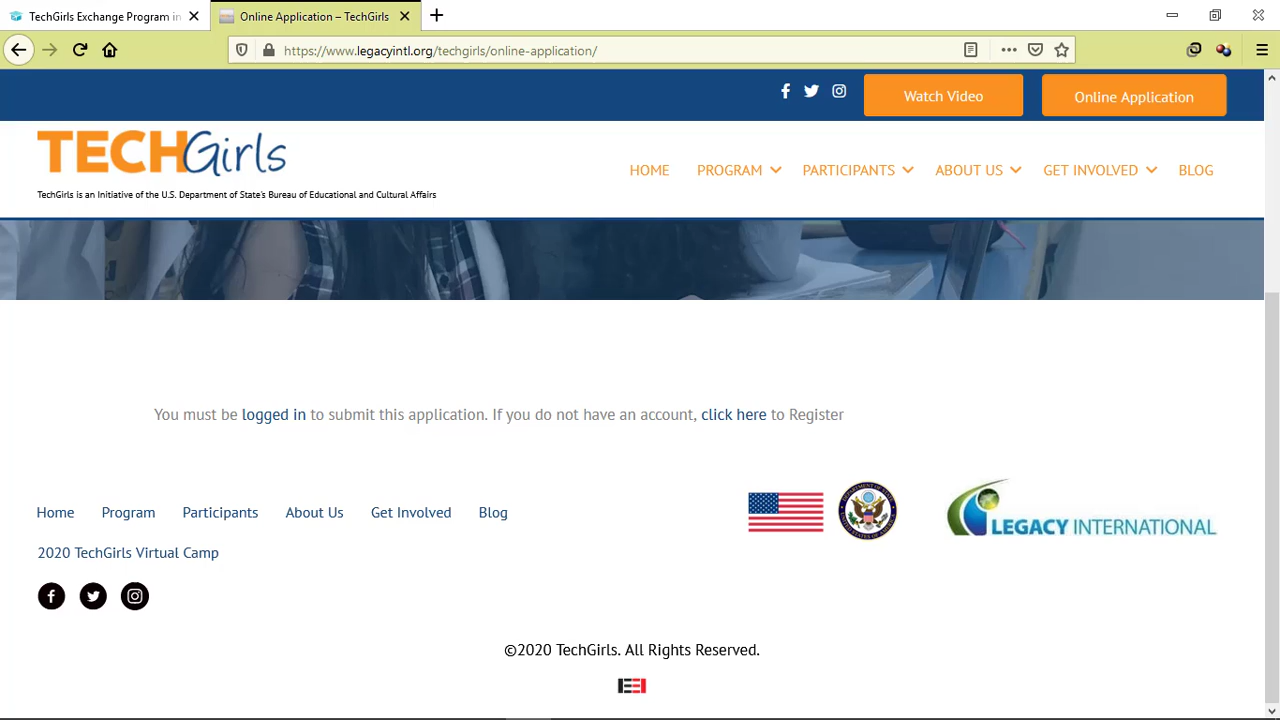 TechGirls Exchange Program in
Online Application – TechGirls
https://www.legacyintl.org/techgirls/online-application/
Watch Video
Online Application
TECHGirls
TechGirls is an Initiative of the U.S. Department of State's Bureau of Educational and Cultural Affairs
HOME PROGRAM PARTICIPANTS ABOUT US GET INVOLVED BLOG
You must be logged in to submit this application. If you do not have an account, click here to Register
Home Program Participants About Us Get Involved Blog
LEGACY INTERNATIONAL
2020 TechGirls Virtual Camp
©2020 TechGirls. All Rights Reserved.